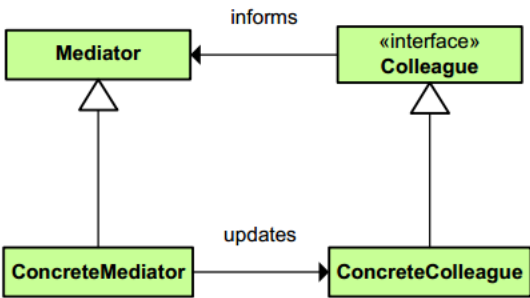 informs
Mediator
«interface»
Colleague
updates
ConcreteMediator
ConcreteColleague